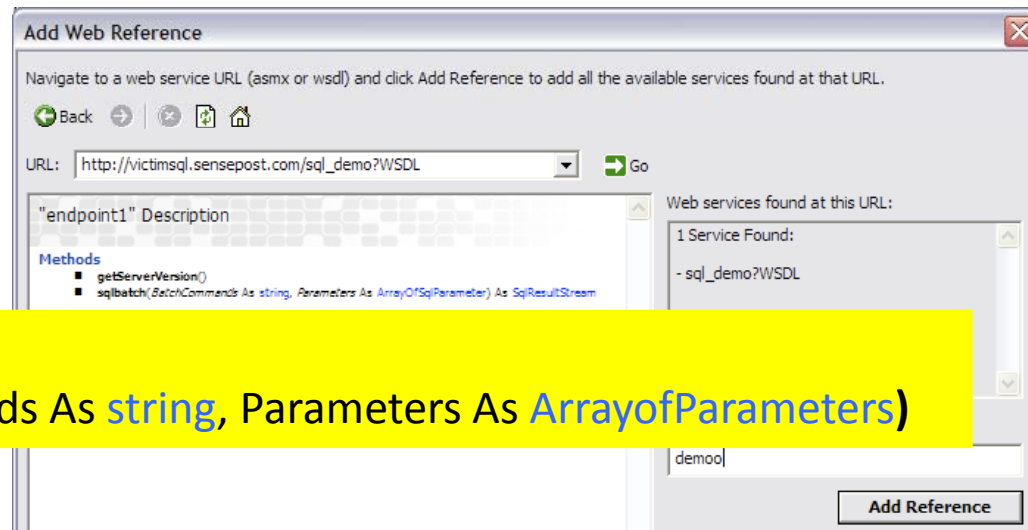 Add Web Reference
Navigate to a web service URL (asmx or wsdl) and click Add Reference to add all the available services found at that URL.
Back
URL: http://victimsql.sensepost.com/sql_demo?WSDL Go
"endpoint1" Description
Methods
getServerVersion()
sqlbatch(BatchCommands As string, Parameters As ArrayOfSqlParameter) As SqlResultStream
Web services found at this URL:
1 Service Found:
- sql_demo?WSDL
ds As string, Parameters As ArrayofParameters)
demoo
Add Reference